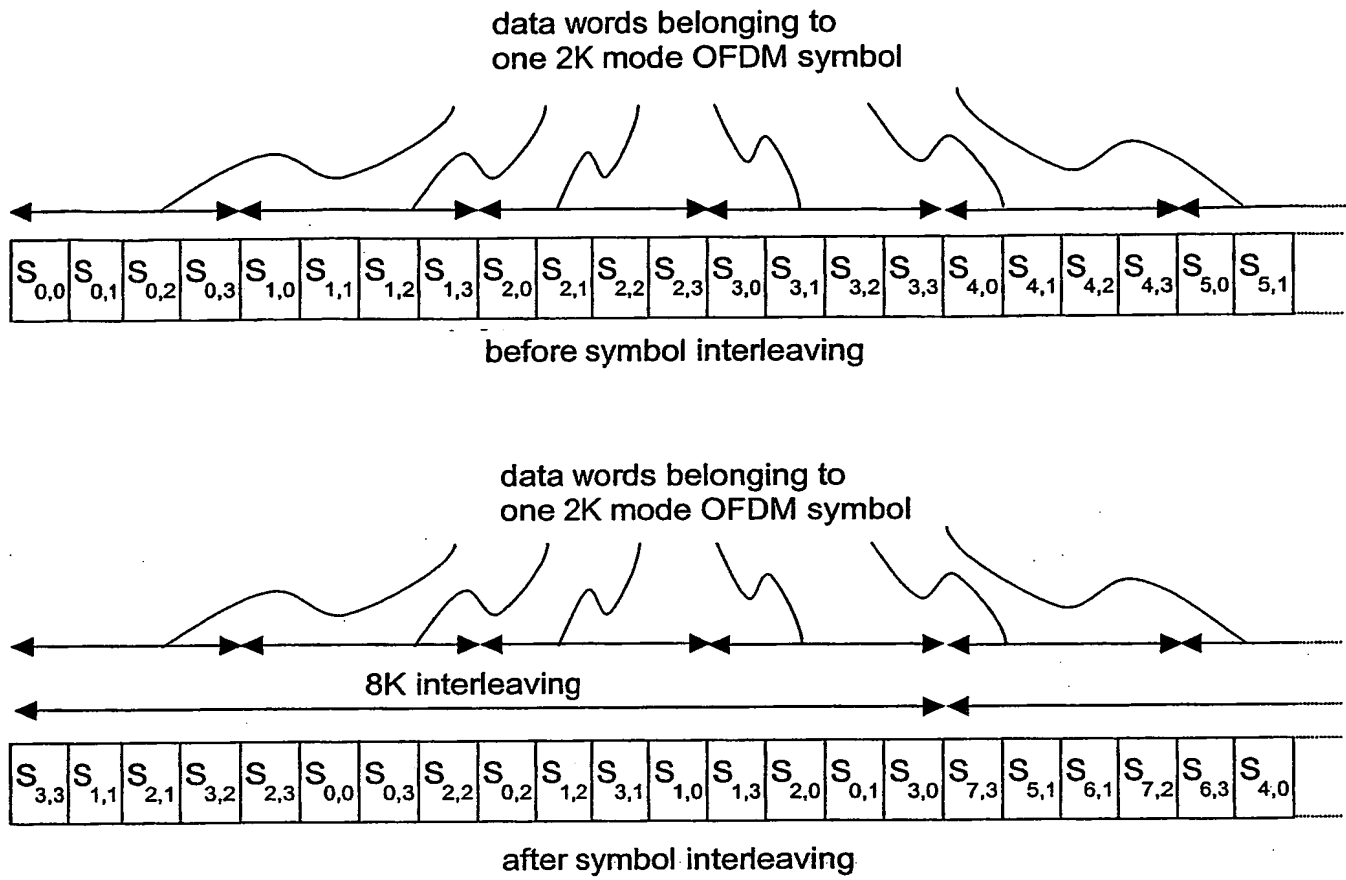 data words belonging to
one 2K mode OFDM symbol
S0,0 S0,1 S0,2 S0,3 S1,0 S1,1 S1,2 S1,3 S2,0 S2,1 S2,2 S2,3 S3,0 S3,1 S3,2 S3,3 S4,0 S4,1 S4,2 S4,3 S5,0 S5,1
before symbol interleaving
data words belonging to
one 2K mode OFDM symbol
8K interleaving
S3,3 S1,1 S2,1 S3,2 S2,3 S0,0 S0,3 S2,2 S0,2 S1,2 S3,1 S1,0 S1,3 S2,0 S0,1 S3,0 S7,3 S5,1 S6,1 S7,2 S6,3 S4,0
after symbol interleaving